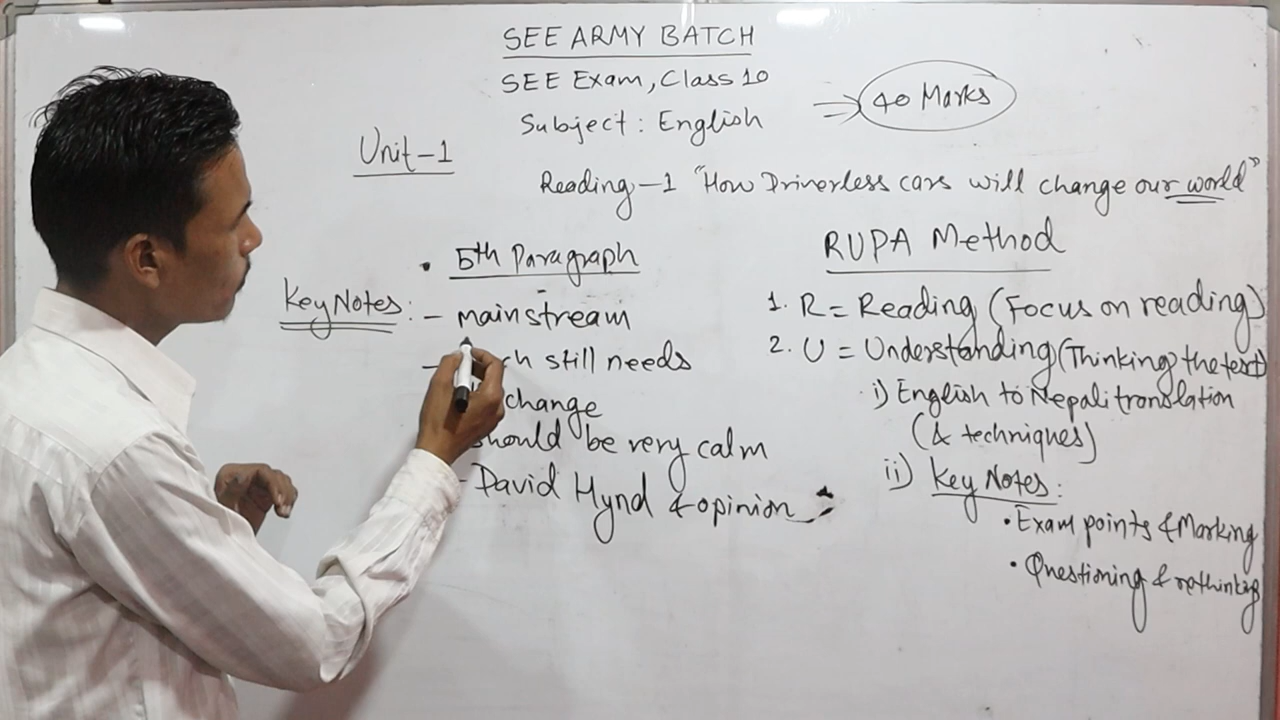 SEE ARMY BATCH
SEE Exam, Class 10
Subject: English
⇒ 40 Marks
Unit-1
Reading-1 "How Driverless cars will change our world"
• 5th Paragraph
Key Notes:
- mainstream
- still needs
change
should be very calm
- David Hynd & opinion
RUPA Method
1. R = Reading (Focus on reading)
2. U = Understanding (Thinking the text)
i) English to Nepali translation
(& techniques)
ii) Key Notes:
• Exam points & Marking
• Questioning & rethinking